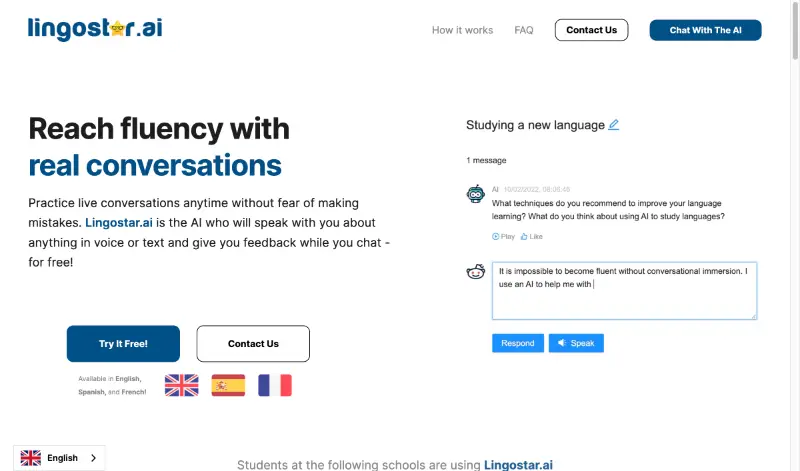 lingostar.ai
How it works
FAQ
Contact Us
Chat With The AI
Reach fluency with
real conversations
Practice live conversations anytime without fear of making
mistakes. Lingostar.ai is the AI who will speak with you about
anything in voice or text and give you feedback while you chat -
for free!
Try It Free!
Contact Us
Available in English,
Spanish, and French!
Studying a new language
1 message
AI 10/02/2022, 08:38:48
What techniques do you recommend to improve your language
learning? What do you think about using AI to study languages?
Play Like
It is impossible to become fluent without conversational immersion. I
use an AI to help me with
Respond
Speak
English
Students at the following schools are using Lingostar.ai